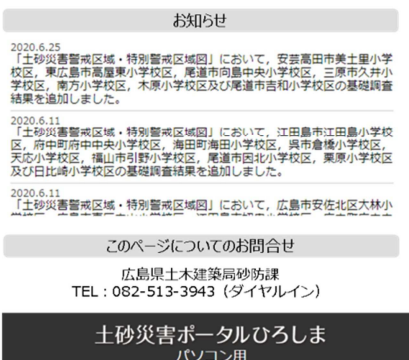 お知らせ
2020.6.25
「土砂災害警戒区域・特別警戒区域図」において，安芸高田市美土里小学
校区，東広島市高屋東小学校区，尾道市向島中央小学校区，三原市久井小
学校区，南方小学校区，木原小学校区及び尾道市吉和小学校区の基礎調査
結果を追加しました。
2020.6.11
「土砂災害警戒区域・特別警戒区域図」において，江田島市江田島小学校
区，府中町府中中央小学校区，海田町海田小学校区，呉市倉橋小学校区，
天応小学校区，福山市引野小学校区，尾道市因北小学校区，栗原小学校区
及び日比崎小学校区の基礎調査結果を追加しました。
2020.6.11
「土砂災害警戒区域・特別警戒区域図」において，広島市安佐北区大林小
このページについてのお問合せ
広島県土木建築局砂防課
TEL：082-513-3943（ダイヤルイン）
土砂災害ポータルひろしま
パソコン用